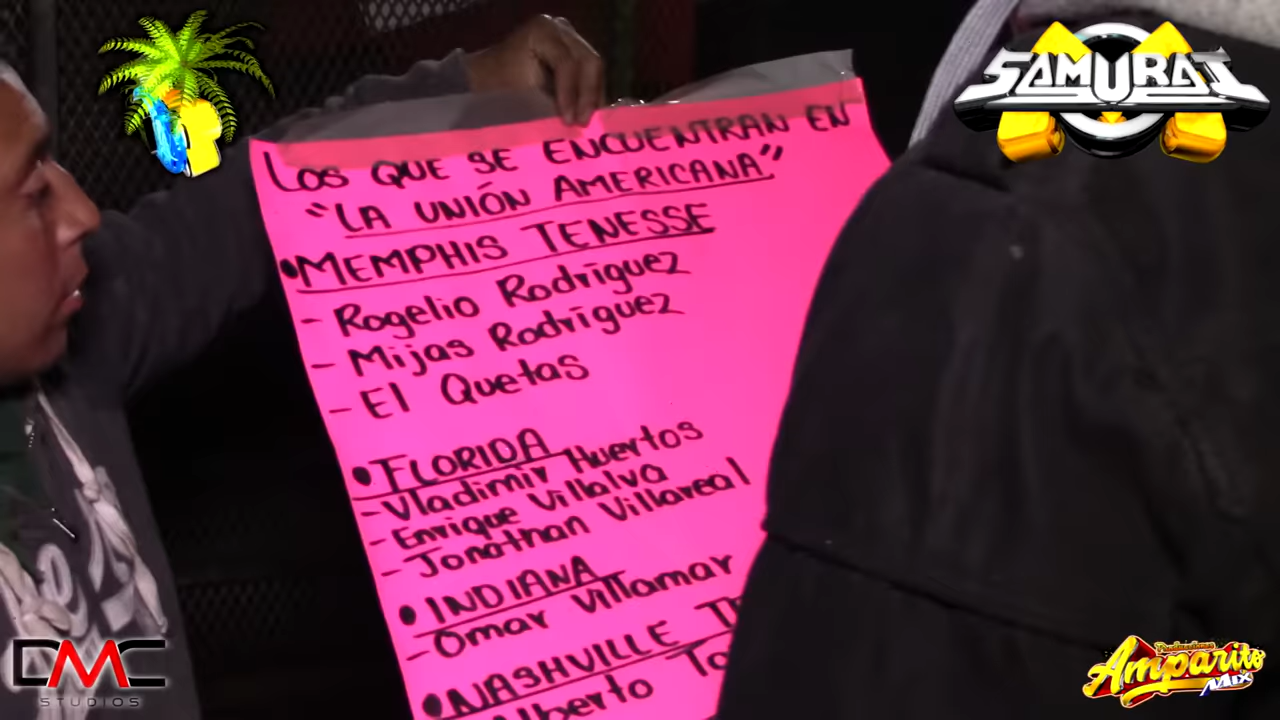 SAMURAI
LOS QUE SE ENCUENTRAN EN
"LA UNIÓN AMERICANA"
•MEMPHIS TENESSE
- Rogelio Rodriguez
- Mijas Rodriguez
- El Quetas
•FLORIDA
-Vladimir Huertos
- Enrique Villalva
- Jonathan Villareal
•INDIANA
- Omar Villamar
•NASHVILLE
Alberto
DMC
STUDIOS
Amparito
MIX